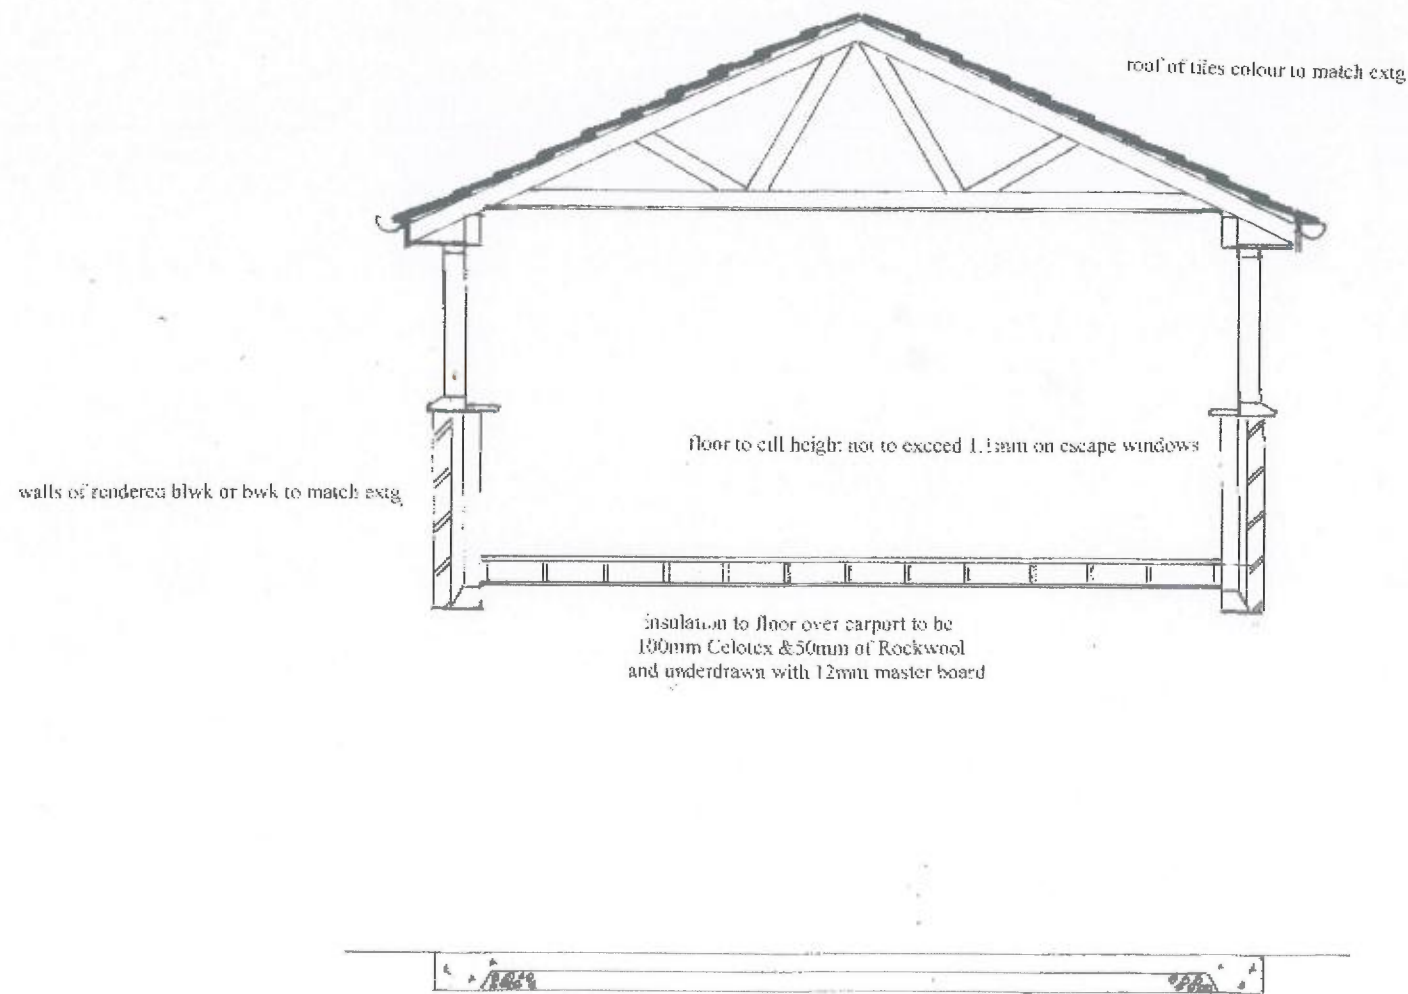 roof of tiles colour to match extg
floor to cill height not to exceed 1.1mm on escape windows
walls of rendered blwk or bwk to match extg
insulation to floor over carport to be
100mm Celotex &50mm of Rockwool
and underdrawn with 12mm master board